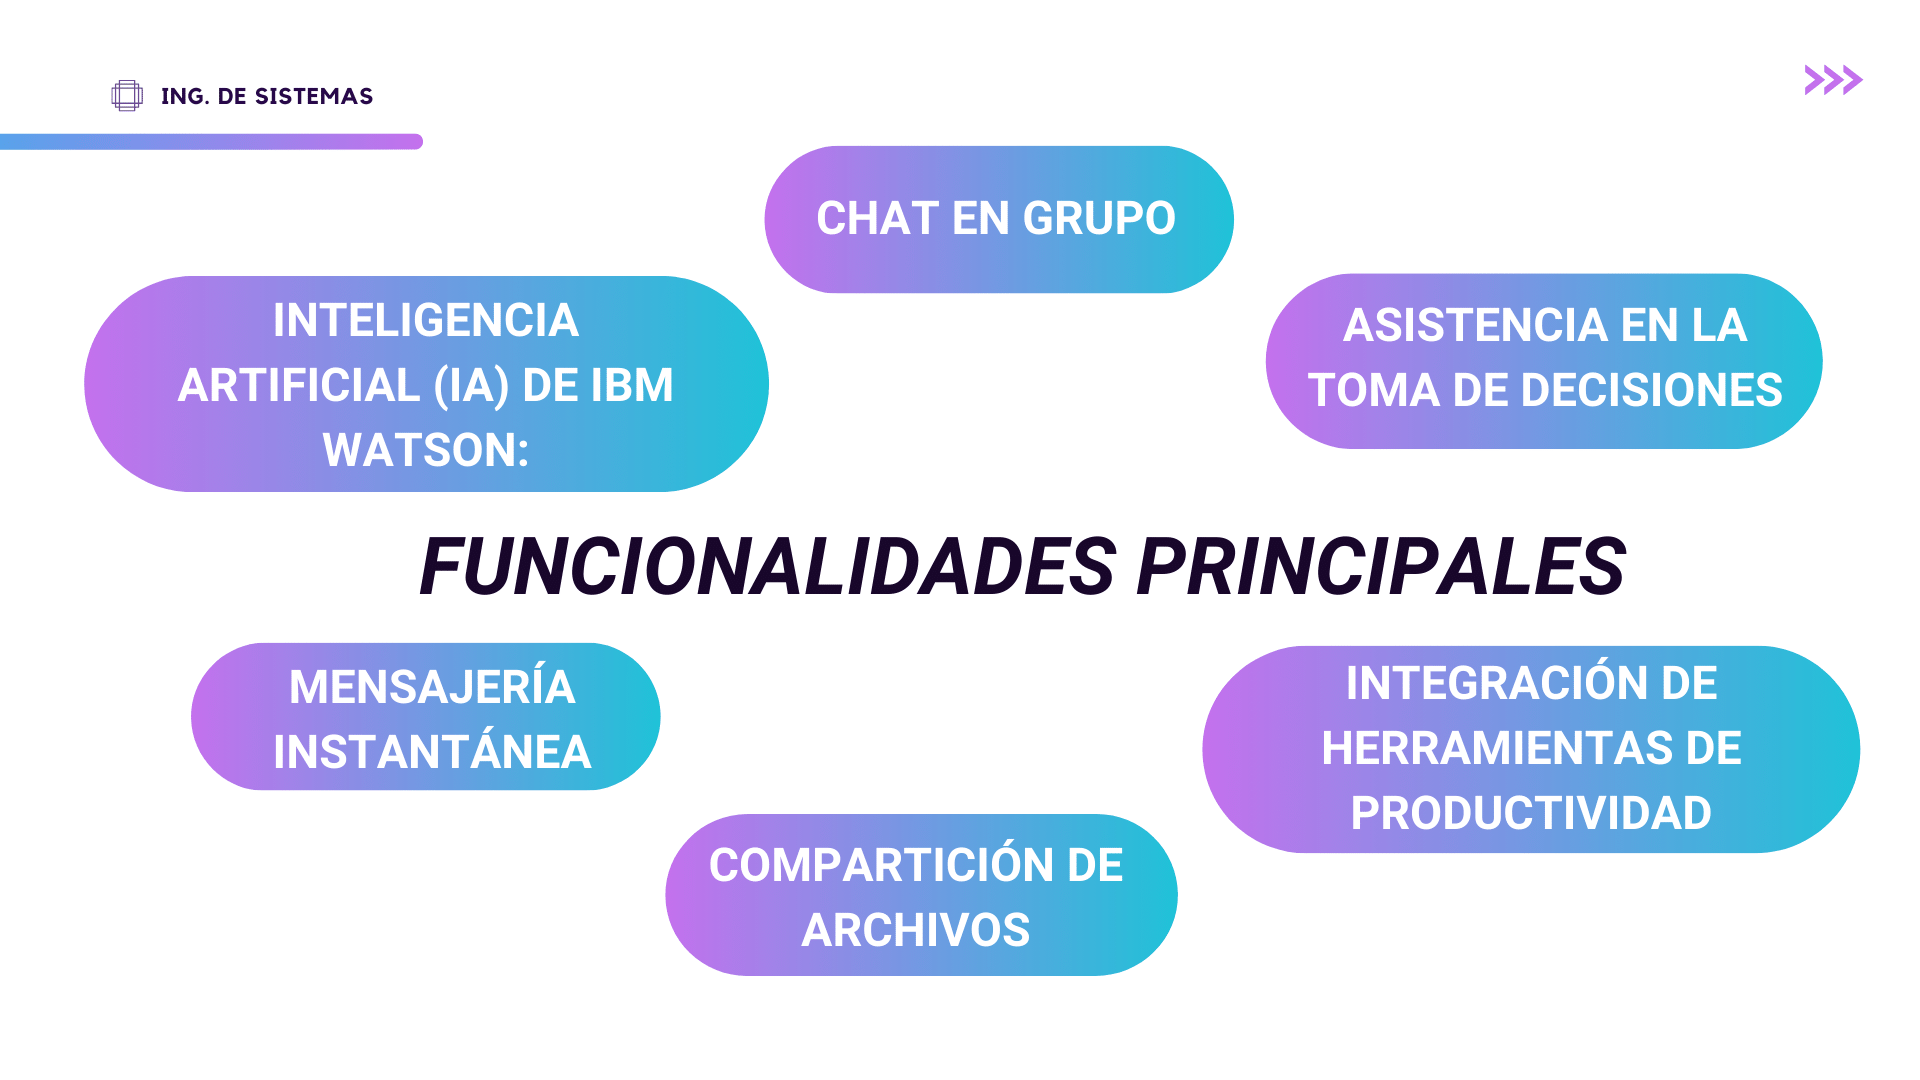 ING. DE SISTEMAS
CHAT EN GRUPO
INTELIGENCIA
ARTIFICIAL (IA) DE IBM
WATSON:
ASISTENCIA EN LA
TOMA DE DECISIONES
FUNCIONALIDADES PRINCIPALES
MENSAJERÍA
INSTANTÁNEA
INTEGRACIÓN DE
HERRAMIENTAS DE
PRODUCTIVIDAD
COMPARTICIÓN DE
ARCHIVOS